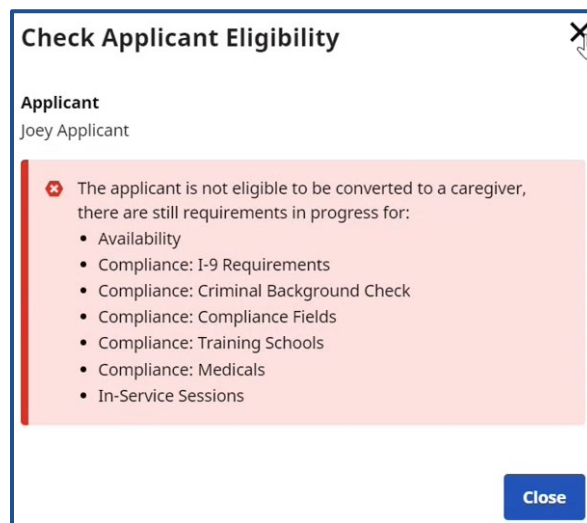 Check Applicant Eligibility
Applicant
Joey Applicant
The applicant is not eligible to be converted to a caregiver,
there are still requirements in progress for:
• Availability
• Compliance: I-9 Requirements
• Compliance: Criminal Background Check
• Compliance: Compliance Fields
• Compliance: Training Schools
• Compliance: Medicals
• In-Service Sessions
Close